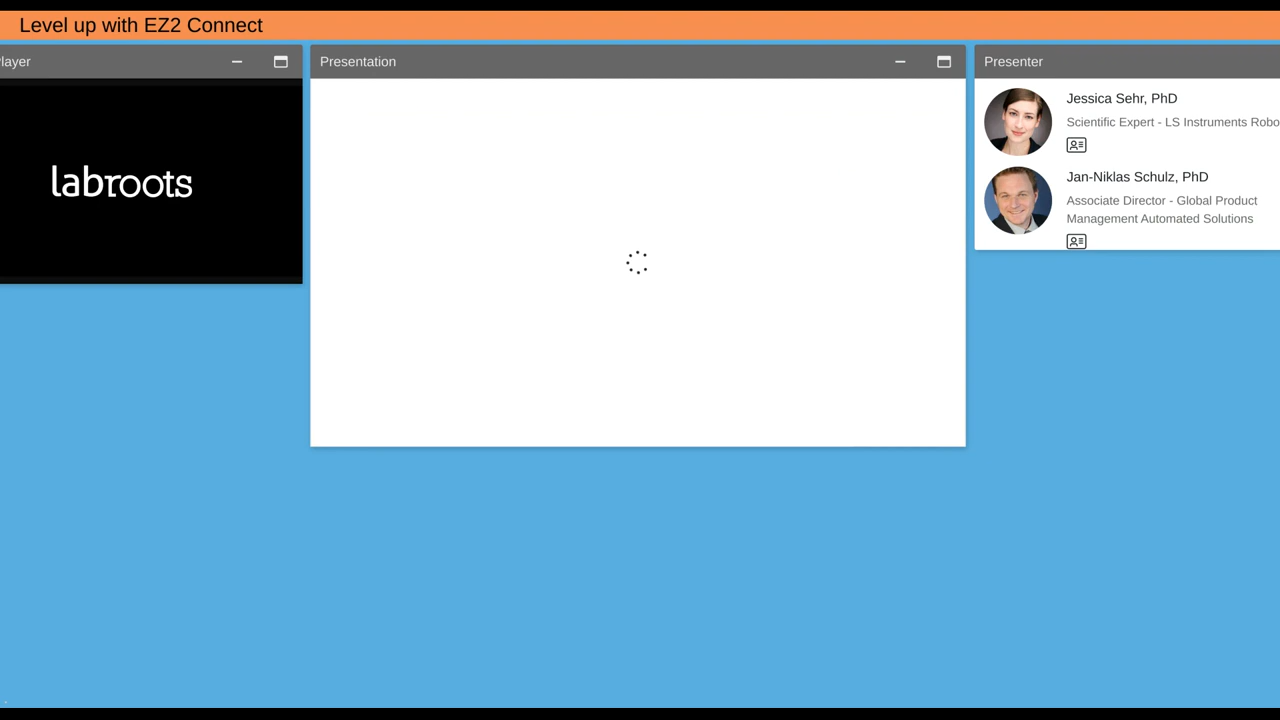 Level up with EZ2 Connect
layer
Presentation
Presenter
labroots
Jessica Sehr, PhD
Scientific Expert - LS Instruments Robo
Jan-Niklas Schulz, PhD
Associate Director - Global Product
Management Automated Solutions